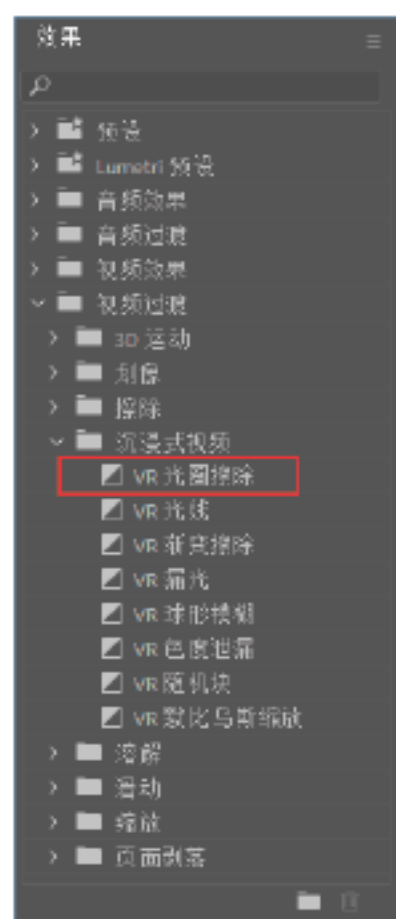 效果
预设
Lumetri 预设
音频效果
音频过渡
视频效果
视频过渡
3D 运动
划像
擦除
沉浸式视频
VR 光圈擦除
VR 光线
VR 渐变擦除
VR 漏光
VR 球形模糊
VR 色度泄漏
VR 随机块
VR 默比乌斯缩放
溶解
滑动
缩放
页面剥落